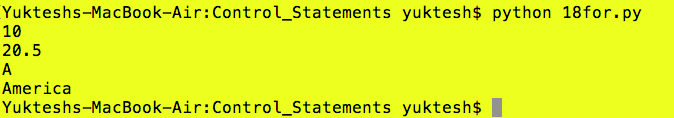 Yukteshs-MacBook-Air:Control_Statements yuktesh$ python 18for.py
10
20.5
A
America
Yukteshs-MacBook-Air:Control_Statements yuktesh$